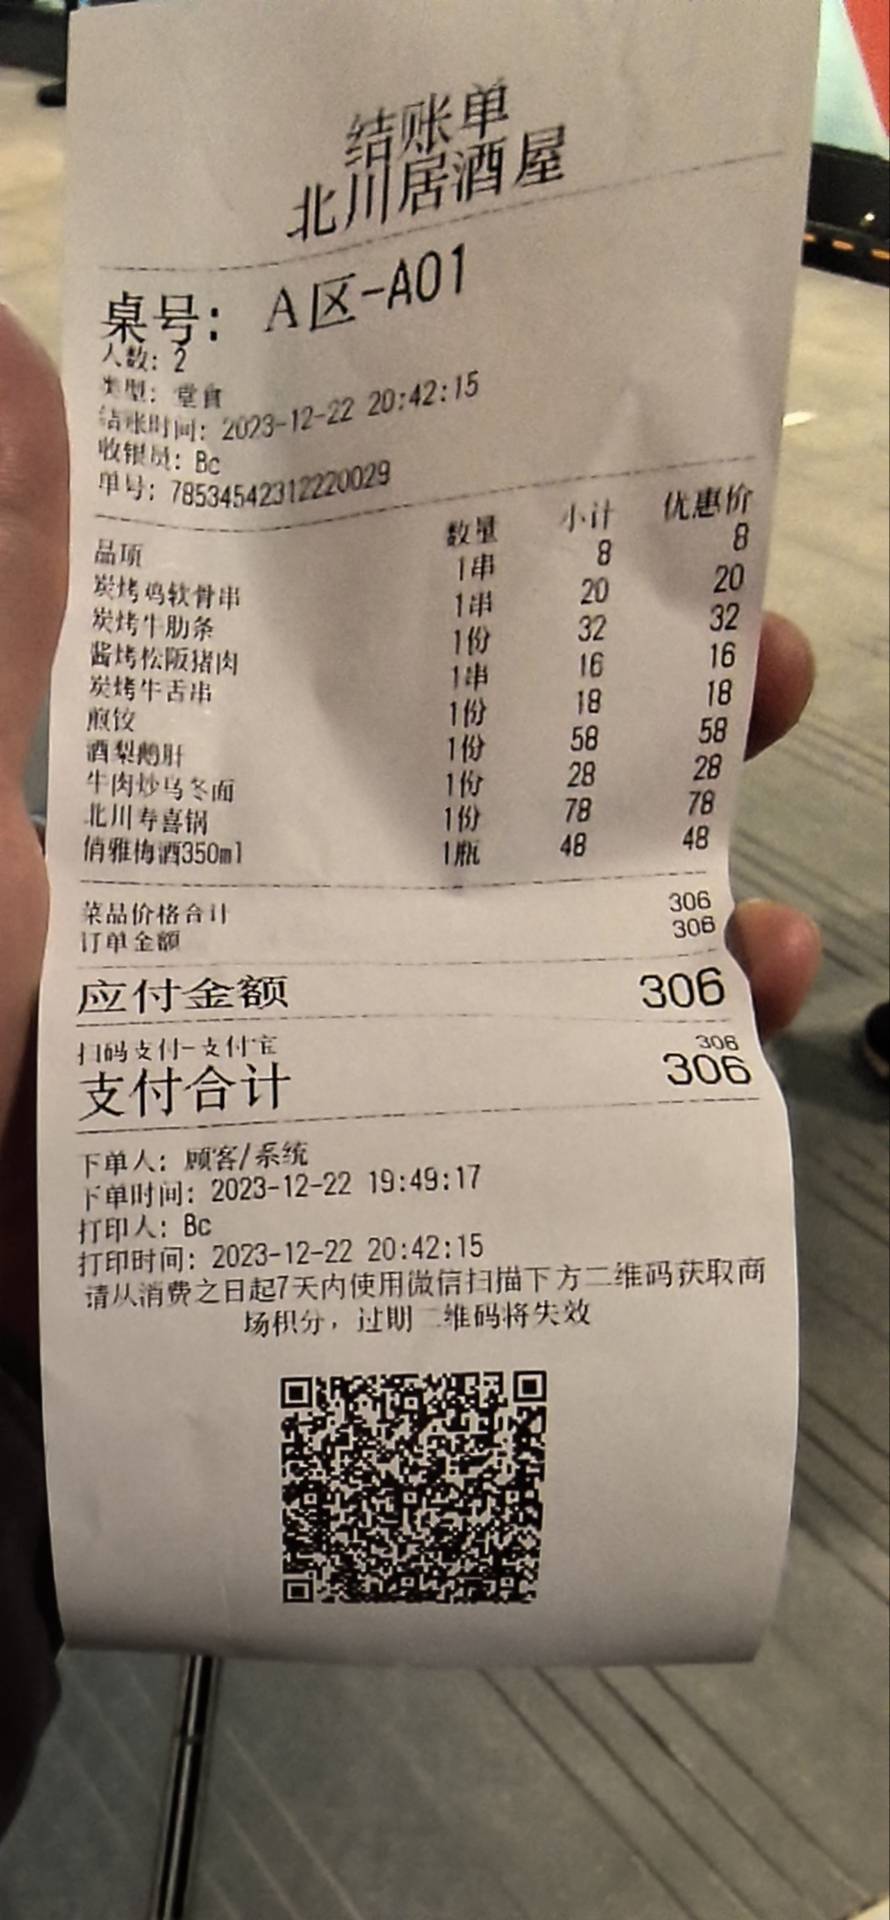 结账单
北川居酒屋
桌号: A区-A01
人数: 2
类型: 堂食
结账时间: 2023-12-22 20:42:15
收银员: Bc
单号: 78534542312220029
品项 数量 小计 优惠价
炭烤鸡软骨串 1串 8 8
炭烤牛肋条 1串 20 20
酱烤松阪猪肉 1份 32 32
炭烤牛舌串 1串 16 16
煎饺 1份 18 18
酒梨鹅肝 1份 58 58
牛肉炒乌冬面 1份 28 28
北川寿喜锅 1份 78 78
俏雅梅酒350ml 1瓶 48 48
菜品价格合计 306
订单金额 306
应付金额 306
扫码支付-支付宝 306
支付合计 306
下单人: 顾客/系统
下单时间: 2023-12-22 19:49:17
打印人: Bc
打印时间: 2023-12-22 20:42:15
请从消费之日起7天内使用微信扫描下方二维码获取商
场积分，过期二维码将失效